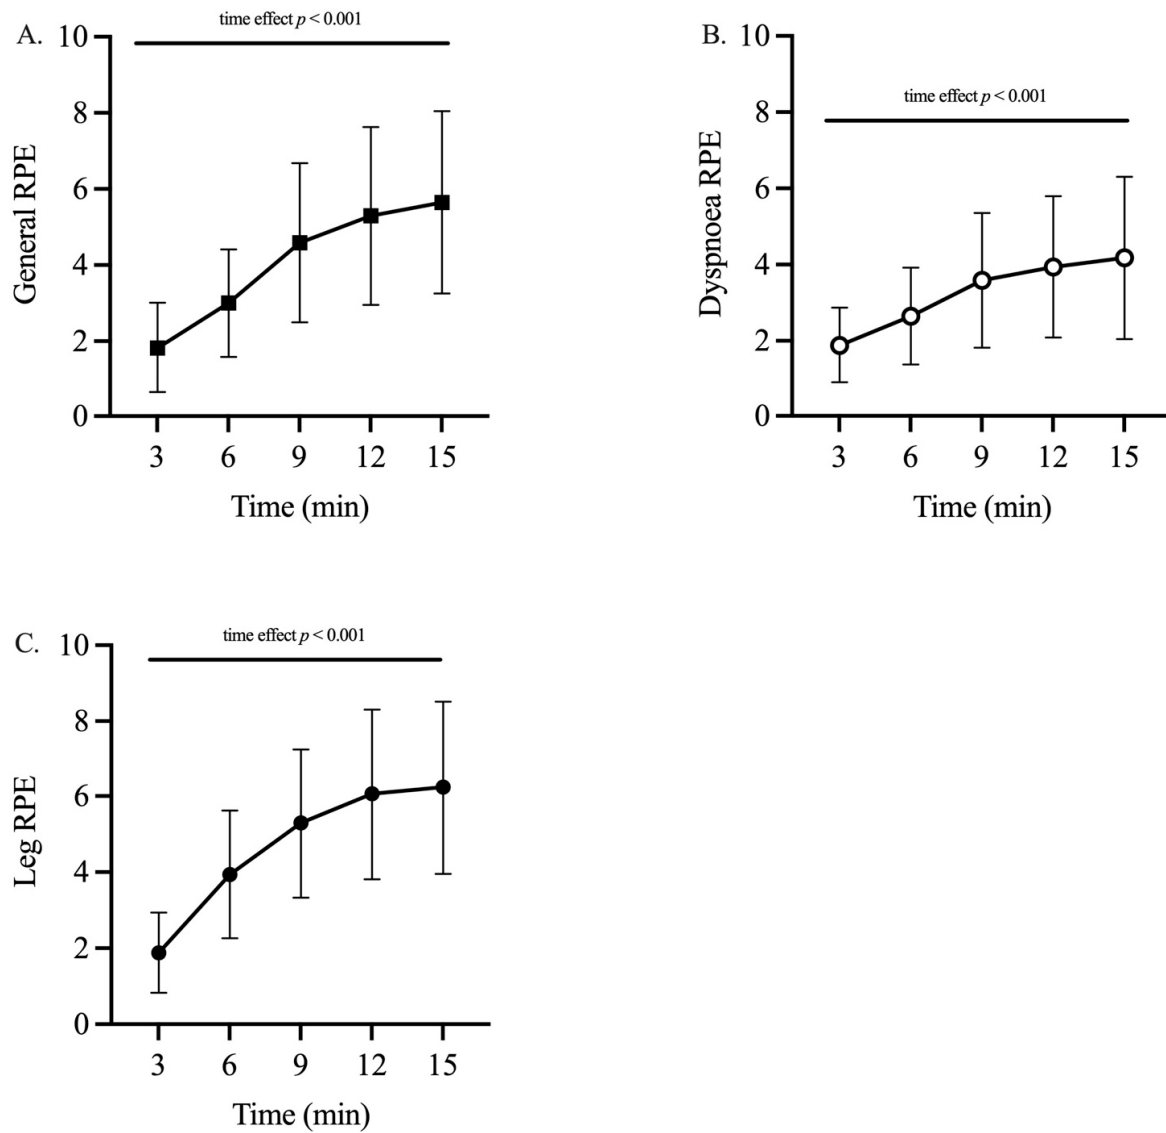 A.
time effect p < 0.001
10
8
6
4
2
0
General RPE
3 6 9 12 15
Time (min)
B.
time effect p < 0.001
10
8
6
4
2
0
Dyspnoea RPE
3 6 9 12 15
Time (min)
C.
time effect p < 0.001
10
8
6
4
2
0
Leg RPE
3 6 9 12 15
Time (min)